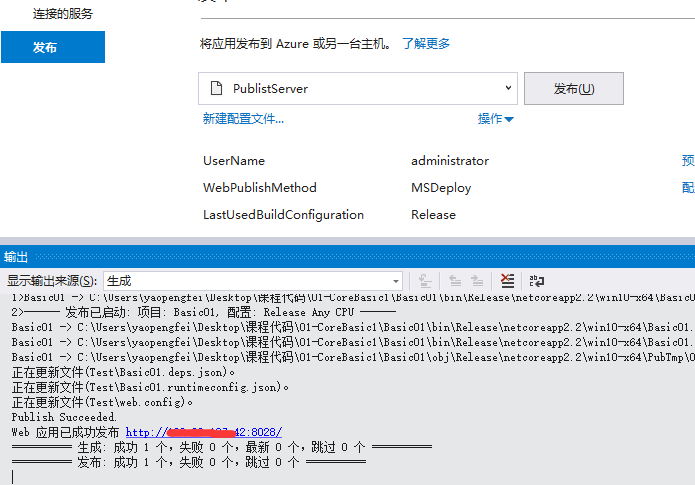 连接的服务
发布
将应用发布到 Azure 或另一台主机。 了解更多
PublistServer
发布(U)
新建配置文件...
操作
UserName administrator 预
WebPublishMethod MSDeploy 配
LastUsedBuildConfiguration Release
输出
显示输出来源(S): 生成
1>Basic01 -> C:\Users\yaopengfei\Desktop\课程代码\01-CoreBasic1\Basic01\bin\Release\netcoreapp2.2\win10-x64\Basic0
2>------ 发布已启动: 项目: Basic01, 配置: Release Any CPU ------
Basic01 -> C:\Users\yaopengfei\Desktop\课程代码\01-CoreBasic1\Basic01\bin\Release\netcoreapp2.2\win10-x64\Basic01.
Basic01 -> C:\Users\yaopengfei\Desktop\课程代码\01-CoreBasic1\Basic01\bin\Release\netcoreapp2.2\win10-x64\Basic01.
Basic01 -> C:\Users\yaopengfei\Desktop\课程代码\01-CoreBasic1\Basic01\obj\Release\netcoreapp2.2\win10-x64\PubTmp\O
正在更新文件(Test\Basic01.deps.json)。
正在更新文件(Test\Basic01.runtimeconfig.json)。
正在更新文件(Test\web.config)。
Publish Succeeded.
Web 应用已成功发布 http:// 42:8028/
========== 生成: 成功 1 个，失败 0 个，最新 0 个，跳过 0 个 ==========
========== 发布: 成功 1 个，失败 0 个，跳过 0 个 ==========